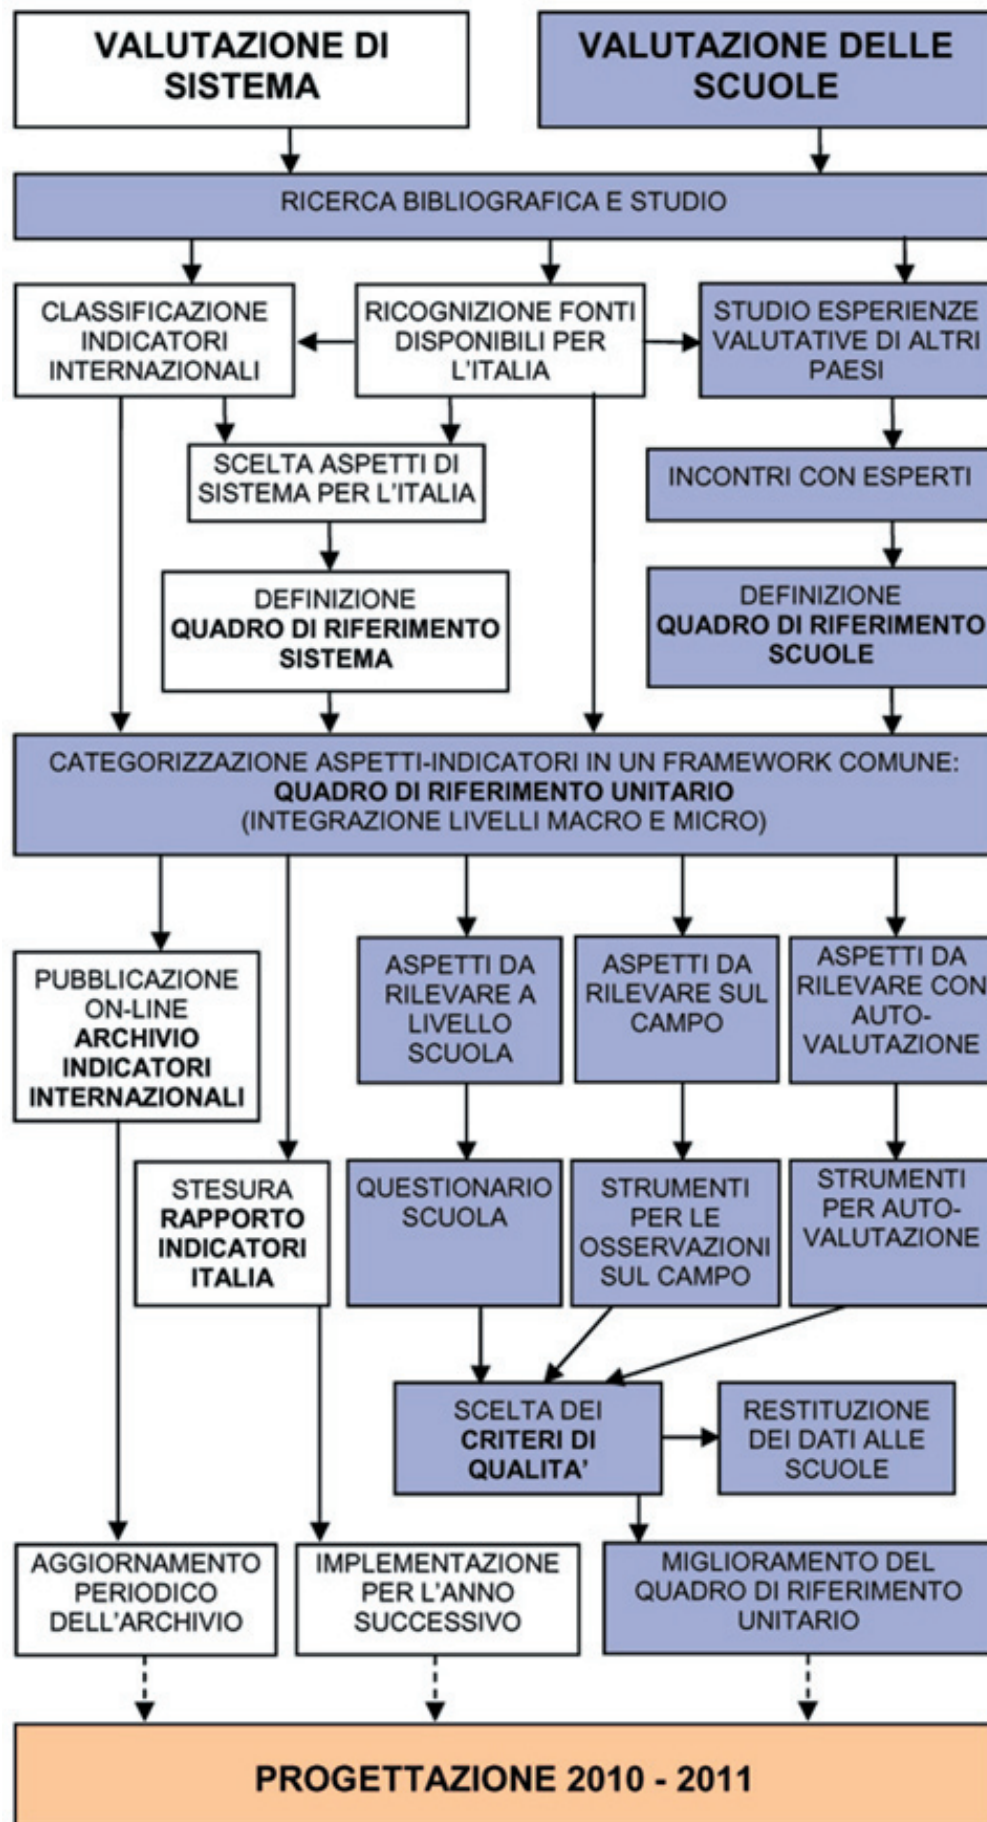 VALUTAZIONE DI
SISTEMA
VALUTAZIONE DELLE
SCUOLE
RICERCA BIBLIOGRAFICA E STUDIO
CLASSIFICAZIONE
INDICATORI
INTERNAZIONALI
RICOGNIZIONE FONTI
DISPONIBILI PER
L'ITALIA
STUDIO ESPERIENZE
VALUTATIVE DI ALTRI
PAESI
SCELTA ASPETTI DI
SISTEMA PER L'ITALIA
INCONTRI CON ESPERTI
DEFINIZIONE
QUADRO DI RIFERIMENTO
SISTEMA
DEFINIZIONE
QUADRO DI RIFERIMENTO
SCUOLE
CATEGORIZZAZIONE ASPETTI-INDICATORI IN UN FRAMEWORK COMUNE:
QUADRO DI RIFERIMENTO UNITARIO
(INTEGRAZIONE LIVELLI MACRO E MICRO)
PUBBLICAZIONE
ON-LINE
ARCHIVIO
INDICATORI
INTERNAZIONALI
ASPETTI DA
RILEVARE A
LIVELLO
SCUOLA
ASPETTI DA
RILEVARE SUL
CAMPO
ASPETTI DA
RILEVARE CON
AUTO-
VALUTAZIONE
STESURA
RAPPORTO
INDICATORI
ITALIA
QUESTIONARIO
SCUOLA
STRUMENTI
PER LE
OSSERVAZIONI
SUL CAMPO
STRUMENTI
PER AUTO-
VALUTAZIONE
SCELTA DEI
CRITERI DI
QUALITA'
RESTITUZIONE
DEI DATI ALLE
SCUOLE
AGGIORNAMENTO
PERIODICO
DELL'ARCHIVIO
IMPLEMENTAZIONE
PER L'ANNO
SUCCESSIVO
MIGLIORAMENTO DEL
QUADRO DI RIFERIMENTO
UNITARIO
PROGETTAZIONE 2010 - 2011